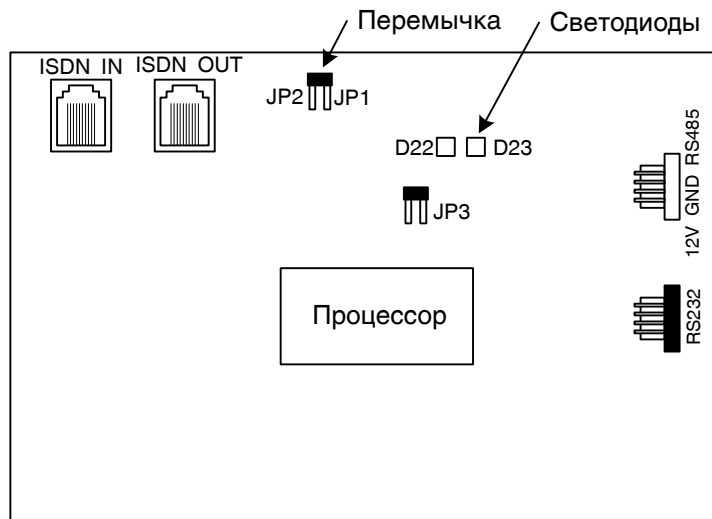 Перемычка
Светодиоды
ISDN IN
ISDN OUT
JP2
JP1
D22
D23
JP3
12V GND RS485
Процессор
RS232